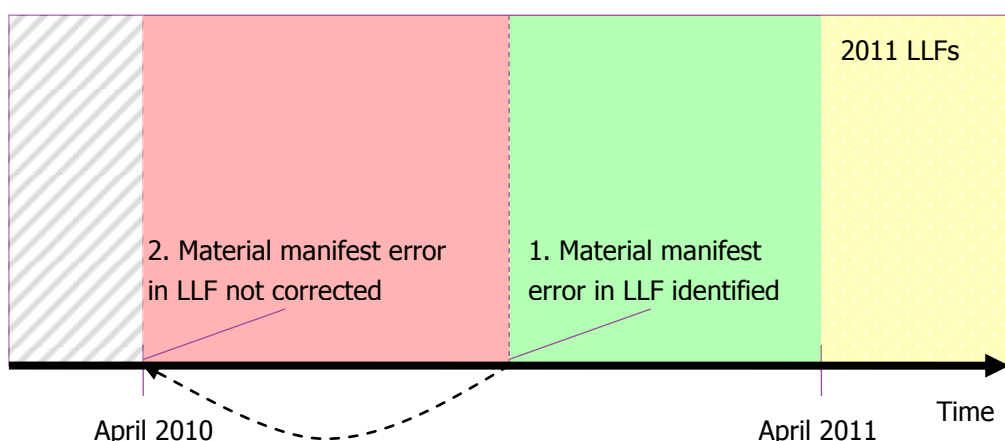 2011 LLFs
2. Material manifest error
in LLF not corrected
1. Material manifest
error in LLF identified
Time
April 2010
April 2011